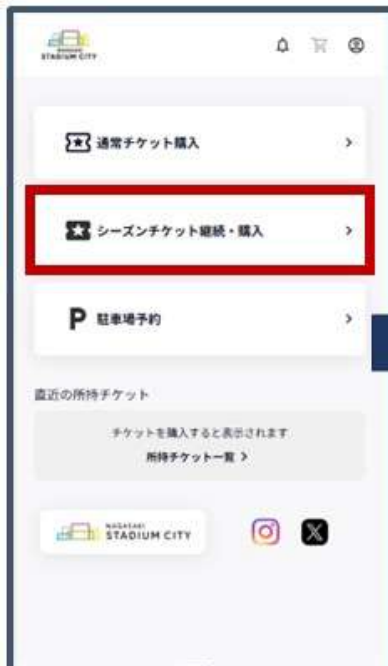 STADIUM CITY
通常チケット購入
シーズンチケット継続・購入
P 駐車場予約
直近の所持チケット
チケットを購入すると表示されます
所持チケット一覧 >
NAGASAKI
STADIUM CITY